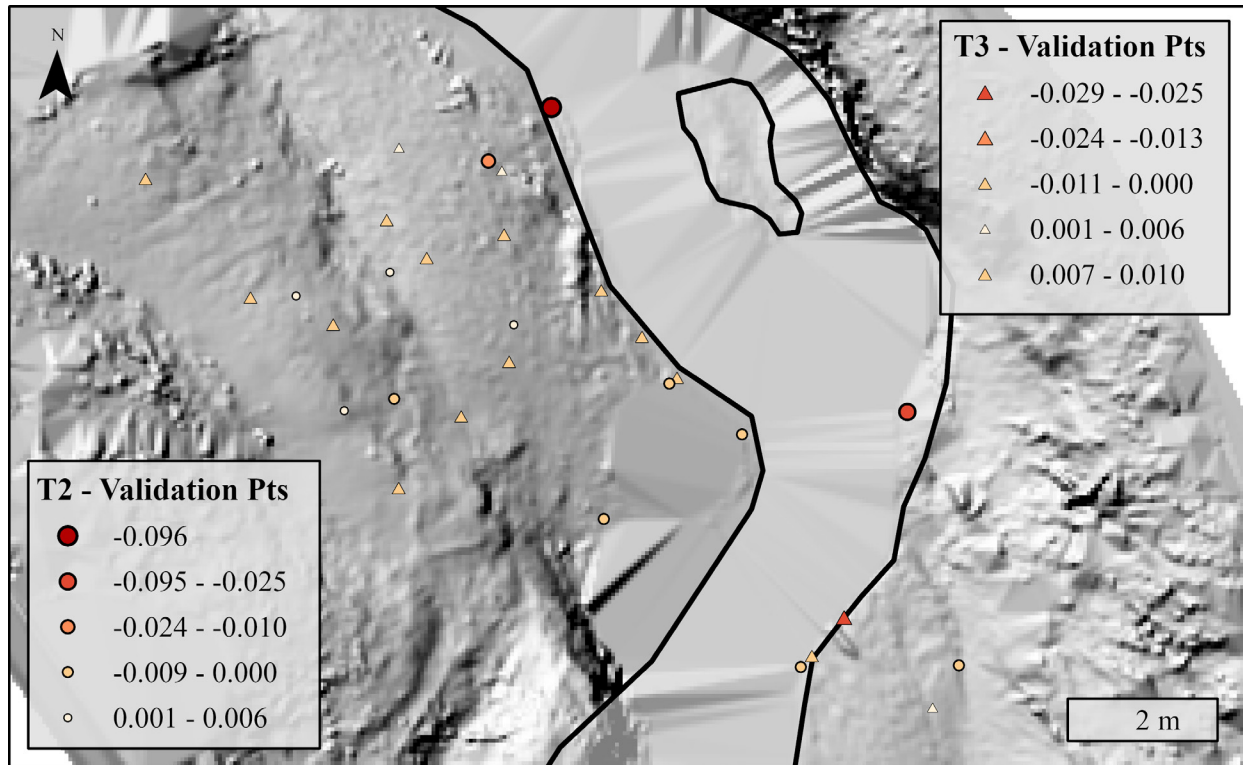 N
T3 - Validation Pts
-0.029 - -0.025
-0.024 - -0.013
-0.011 - 0.000
0.001 - 0.006
0.007 - 0.010
T2 - Validation Pts
-0.096
-0.095 - -0.025
-0.024 - -0.010
-0.009 - 0.000
0.001 - 0.006
2 m